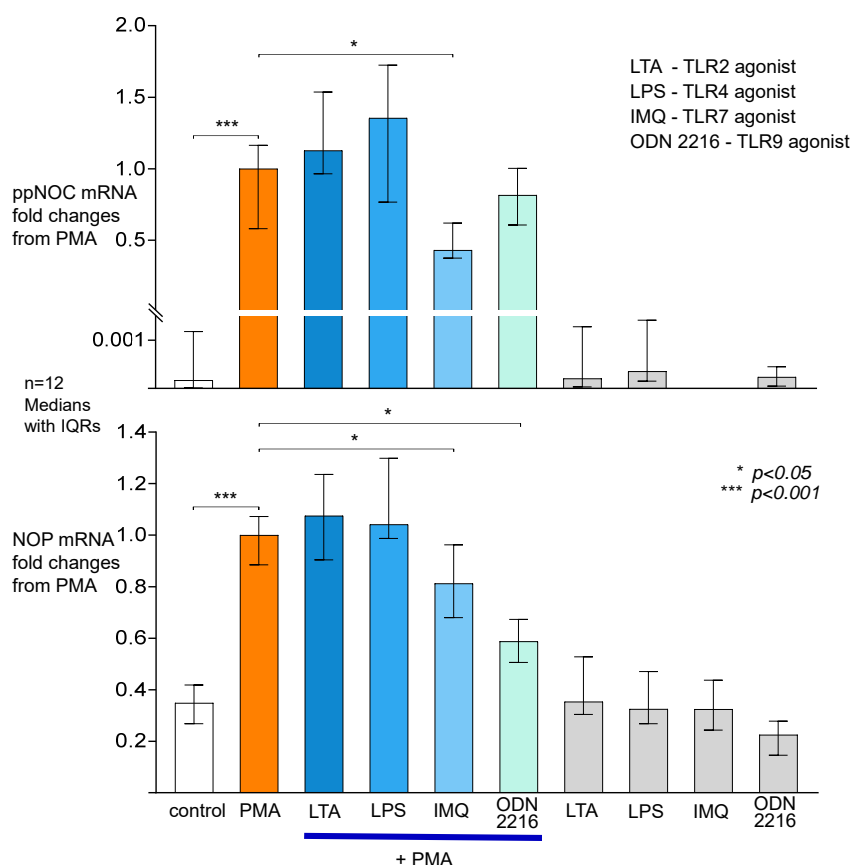 2.0
*
1.5
LTA - TLR2 agonist
LPS - TLR4 agonist
IMQ - TLR7 agonist
ODN 2216 - TLR9 agonist
***
1.0
ppNOC mRNA
fold changes
from PMA
0.5
0.001
n=12
Medians
with IQRs
1.4
*
*
1.2
***
* p<0.05
*** p<0.001
1.0
NOP mRNA
fold changes
from PMA
0.8
0.6
0.4
0.2
control PMA LTA LPS IMQ ODN 2216 LTA LPS IMQ ODN 2216
+ PMA